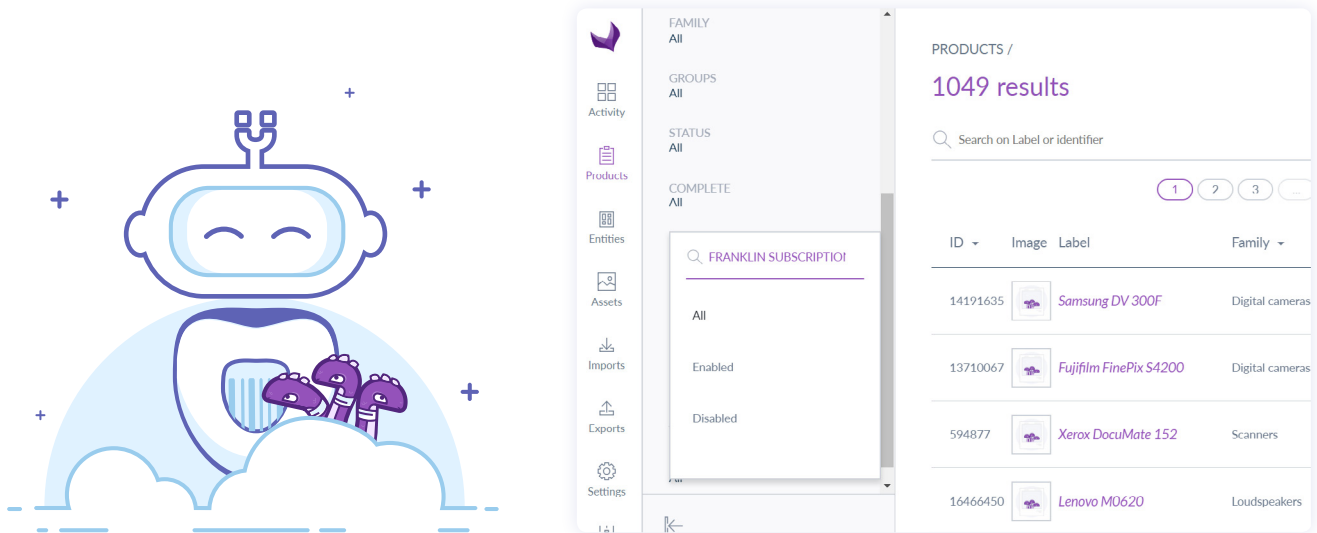 Activity
Products
Entities
Assets
Imports
Exports
Settings
FAMILY
All
GROUPS
All
STATUS
All
COMPLETE
All
FRANKLIN SUBSCRIPTION
All
Enabled
Disabled
All
PRODUCTS /
1049 results
Search on Label or identifier
1 2 3 ...
ID Image Label Family
14191635 Samsung DV 300F Digital cameras
13710067 Fujifilm FinePix S4200 Digital cameras
594877 Xerox DocuMate 152 Scanners
16466450 Lenovo M0620 Loudspeakers